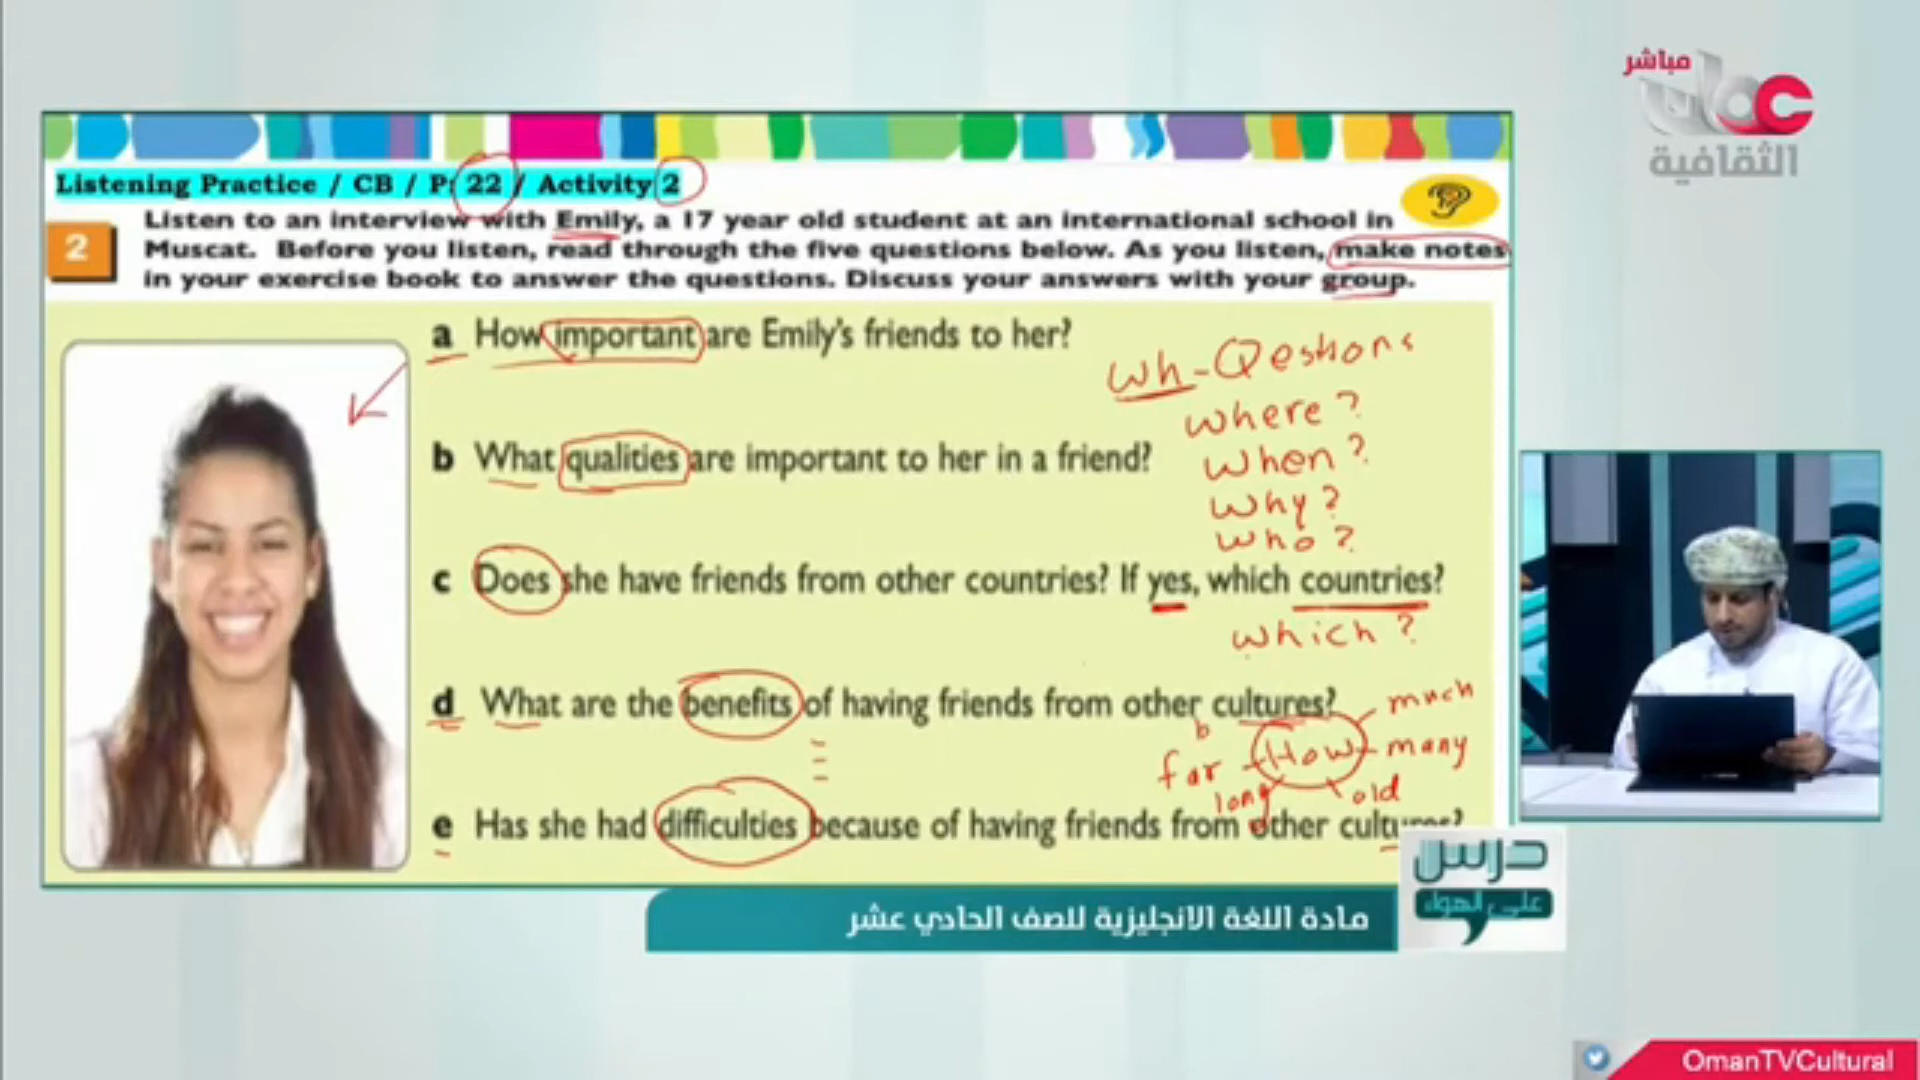 مباشر
الثقافية
Listening Practice / CB / P: 22 / Activity 2
2
Listen to an interview with Emily, a 17 year old student at an international school in
Muscat. Before you listen, read through the five questions below. As you listen, make notes
in your exercise book to answer the questions. Discuss your answers with your group.
a How important are Emily's friends to her?
Wh-Qestions
where?
b What qualities are important to her in a friend?
when?
why?
who?
c Does she have friends from other countries? If yes, which countries?
which?
d What are the benefits of having friends from other cultures?
much
far How many
long old
e Has she had difficulties because of having friends from other cultures?
درس
على الهواء
مادة اللغة الانجليزية للصف الحادي عشر
OmanTVCultural